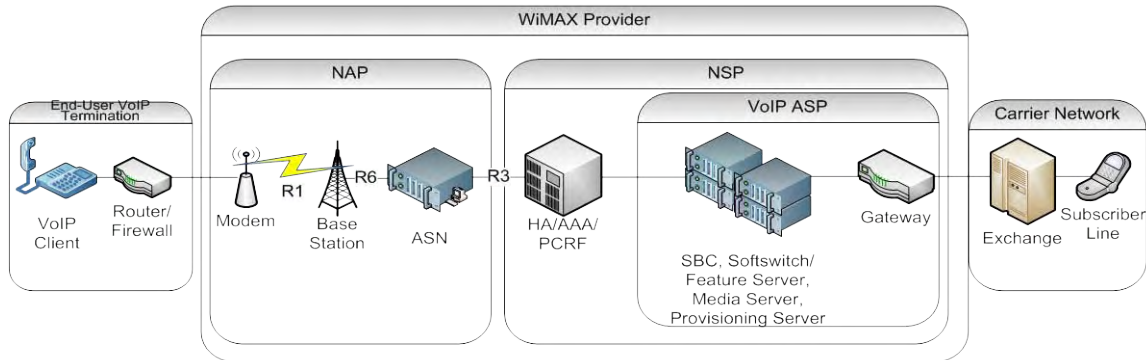 WiMAX Provider
NAP
NSP
End-User VoIP
Termination
VoIP ASP
Carrier Network
R1
R6
R3
VoIP
Client
Router/
Firewall
Modem
Base
Station
ASN
HA/AAA/
PCRF
SBC, Softswitch/
Feature Server,
Media Server,
Provisioning Server
Gateway
Exchange
Subscriber
Line